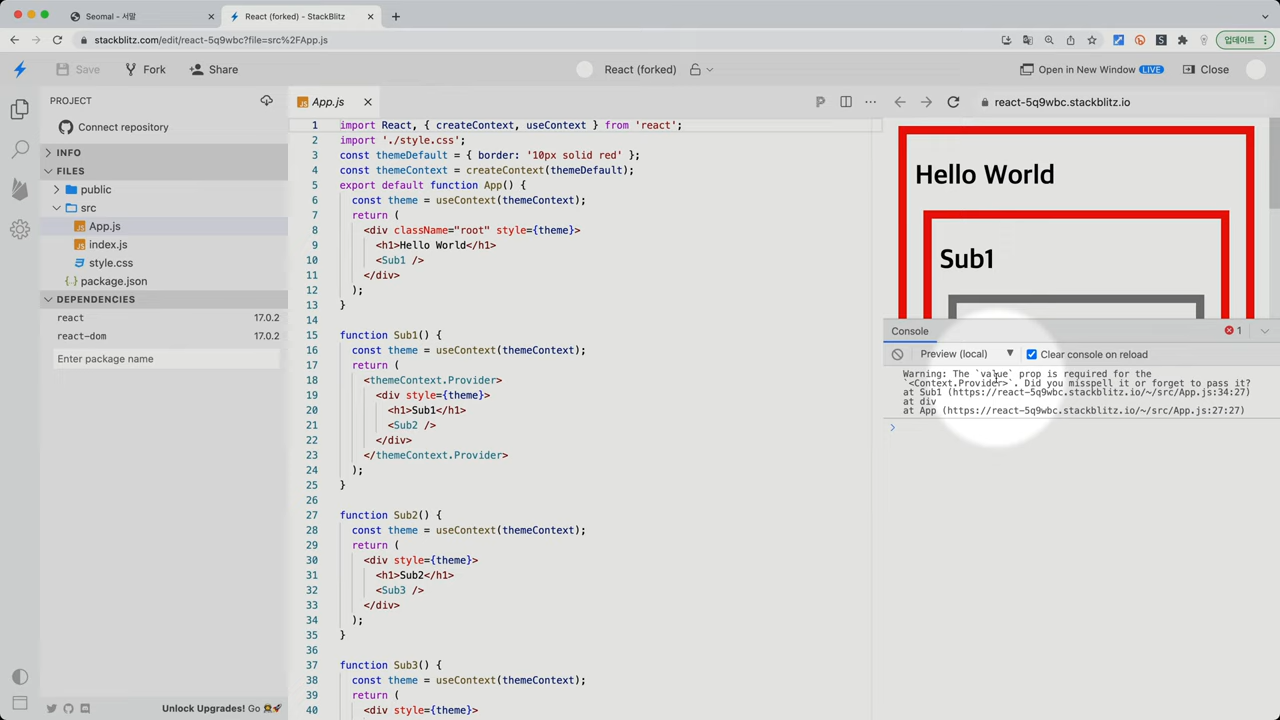 Seomal - 서말
React (forked) - StackBlitz
stackblitz.com/edit/react-5q9wbc?file=src%2FApp.js
업데이트
Save
Fork
Share
React (forked)
Open in New Window LIVE
Close
PROJECT
Connect repository
INFO
FILES
public
src
App.js
index.js
style.css
package.json
DEPENDENCIES
react 17.0.2
react-dom 17.0.2
Enter package name
Unlock Upgrades! Go
App.js
1 import React, { createContext, useContext } from 'react';
2 import './style.css';
3 const themeDefault = { border: '10px solid red' };
4 const themeContext = createContext(themeDefault);
5 export default function App() {
6 const theme = useContext(themeContext);
7 return (
8 <div className="root" style={theme}>
9 <h1>Hello World</h1>
10 <Sub1 />
11 </div>
12 );
13 }
14
15 function Sub1() {
16 const theme = useContext(themeContext);
17 return (
18 <themeContext.Provider>
19 <div style={theme}>
20 <h1>Sub1</h1>
21 <Sub2 />
22 </div>
23 </themeContext.Provider>
24 );
25 }
26
27 function Sub2() {
28 const theme = useContext(themeContext);
29 return (
30 <div style={theme}>
31 <h1>Sub2</h1>
32 <Sub3 />
33 </div>
34 );
35 }
36
37 function Sub3() {
38 const theme = useContext(themeContext);
39 return (
40 <div style={theme}>
react-5q9wbc.stackblitz.io
Hello World
Sub1
Console
1
Preview (local)
Clear console on reload
Warning: The `value` prop is required for the
`<Context.Provider>`. Did you misspell it or forget to pass it?
at Sub1 (https://react-5q9wbc.stackblitz.io/~/src/App.js:34:27)
at div
at App (https://react-5q9wbc.stackblitz.io/~/src/App.js:27:27)